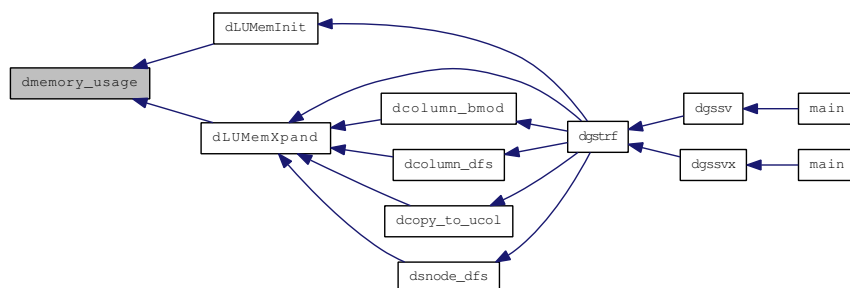 dmemory_usage
dLUMemInit
dLUMemXpand
dcolumn_bmod
dcolumn_dfs
dcopy_to_ucol
dsnode_dfs
dgstrf
dgssv
dgssvx
main
main